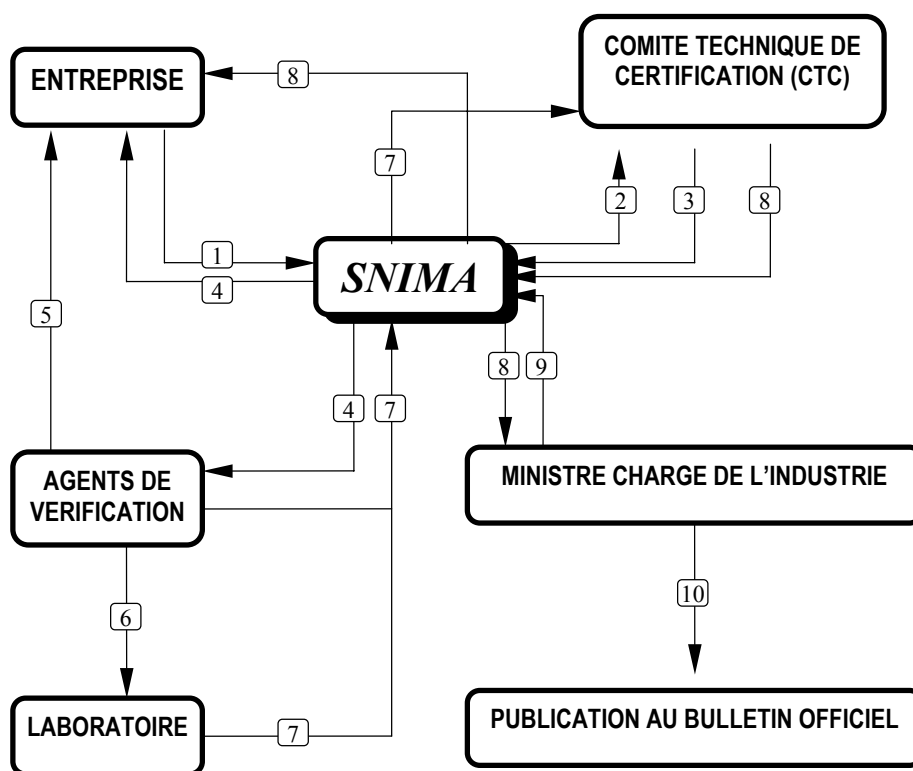 COMITE TECHNIQUE DE
CERTIFICATION (CTC)
ENTREPRISE
8
7
2
3
8
1
SNIMA
4
5
8
9
4
7
AGENTS DE
VERIFICATION
MINISTRE CHARGE DE L’INDUSTRIE
6
10
LABORATOIRE
7
PUBLICATION AU BULLETIN OFFICIEL